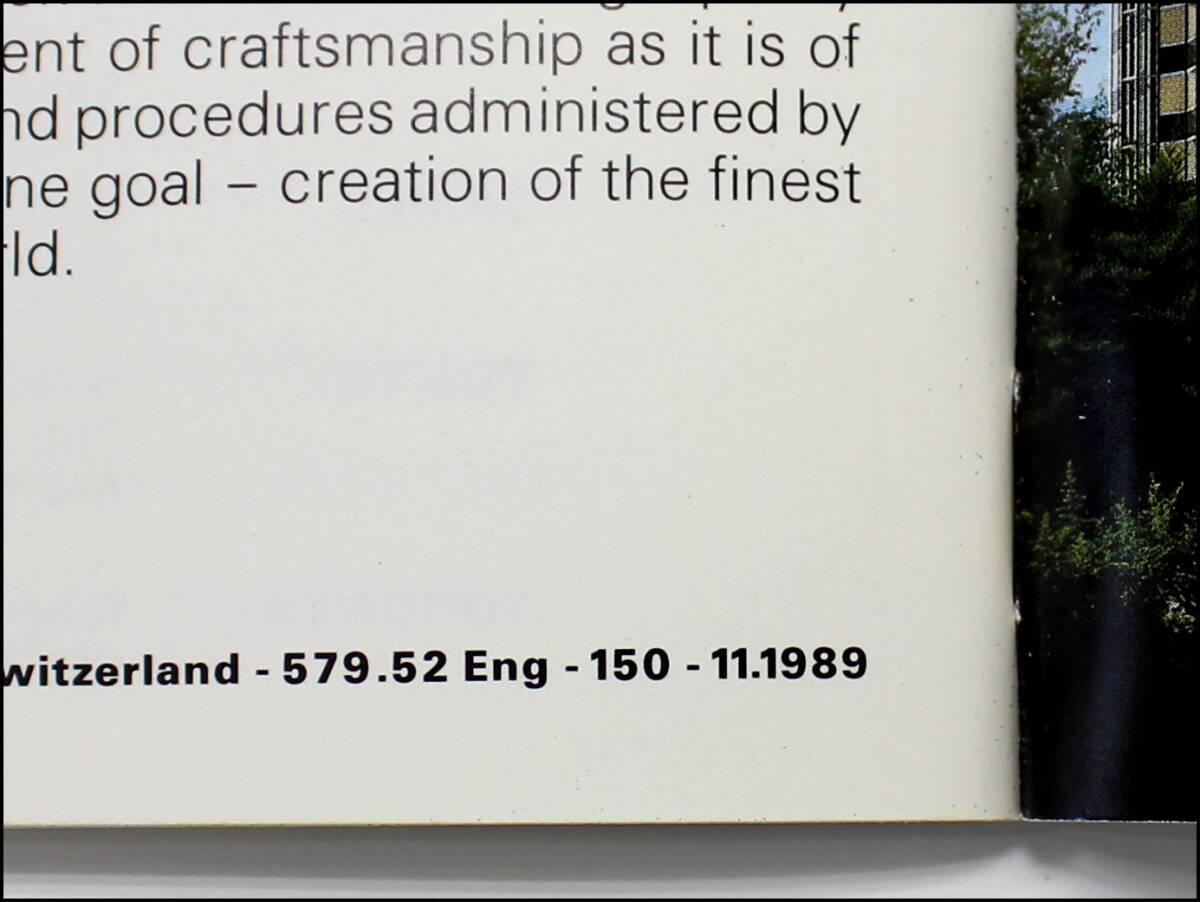 ent of craftsmanship as it is of
nd procedures administered by
ne goal – creation of the finest
rld.
witzerland - 579.52 Eng - 150 - 11.1989